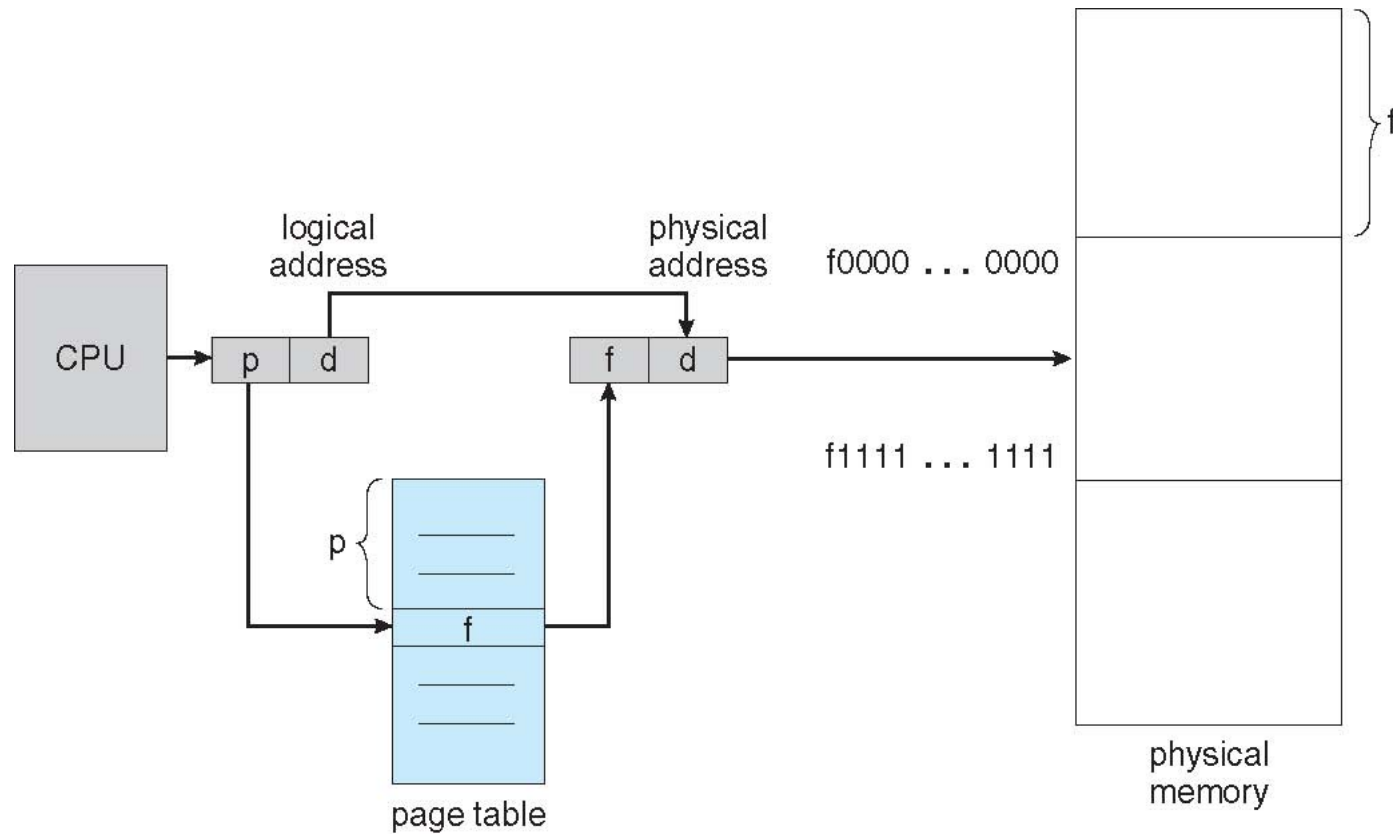 f
logical
address
physical
address
f0000 ... 0000
CPU
p d
f d
f1111 ... 1111
p
f
physical
memory
page table